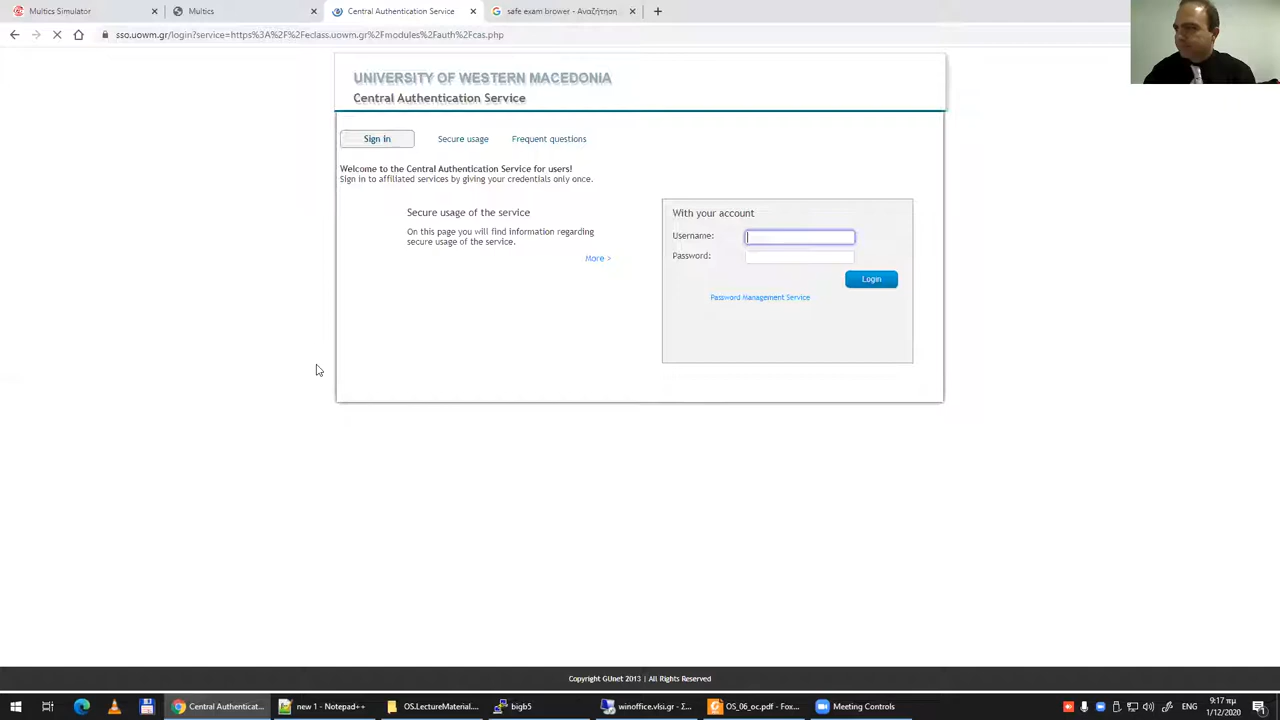 Multics Simulator
Multics
Central Authentication Service
safe exam brower - Αναζήτηση
sso.uowm.gr/login?service=https%3A%2F%2Feclass.uowm.gr%2Fmodules%2Fauth%2Fcas.php
UNIVERSITY OF WESTERN MACEDONIA
Central Authentication Service
Sign in
Secure usage
Frequent questions
Welcome to the Central Authentication Service for users!
Sign in to affiliated services by giving your credentials only once.
Secure usage of the service
On this page you will find information regarding
secure usage of the service.
More >
With your account
Username:
Password:
Login
Password Management Service
Copyright GUnet 2013 | All Rights Reserved
Central Authenticat...
new 1 - Notepad++
OS.LectureMaterial...
bigb5
winoffice.vlsi.gr - Σ...
OS_06_oc.pdf - Fox...
Meeting Controls
ENG
9:17 πμ
1/12/2020